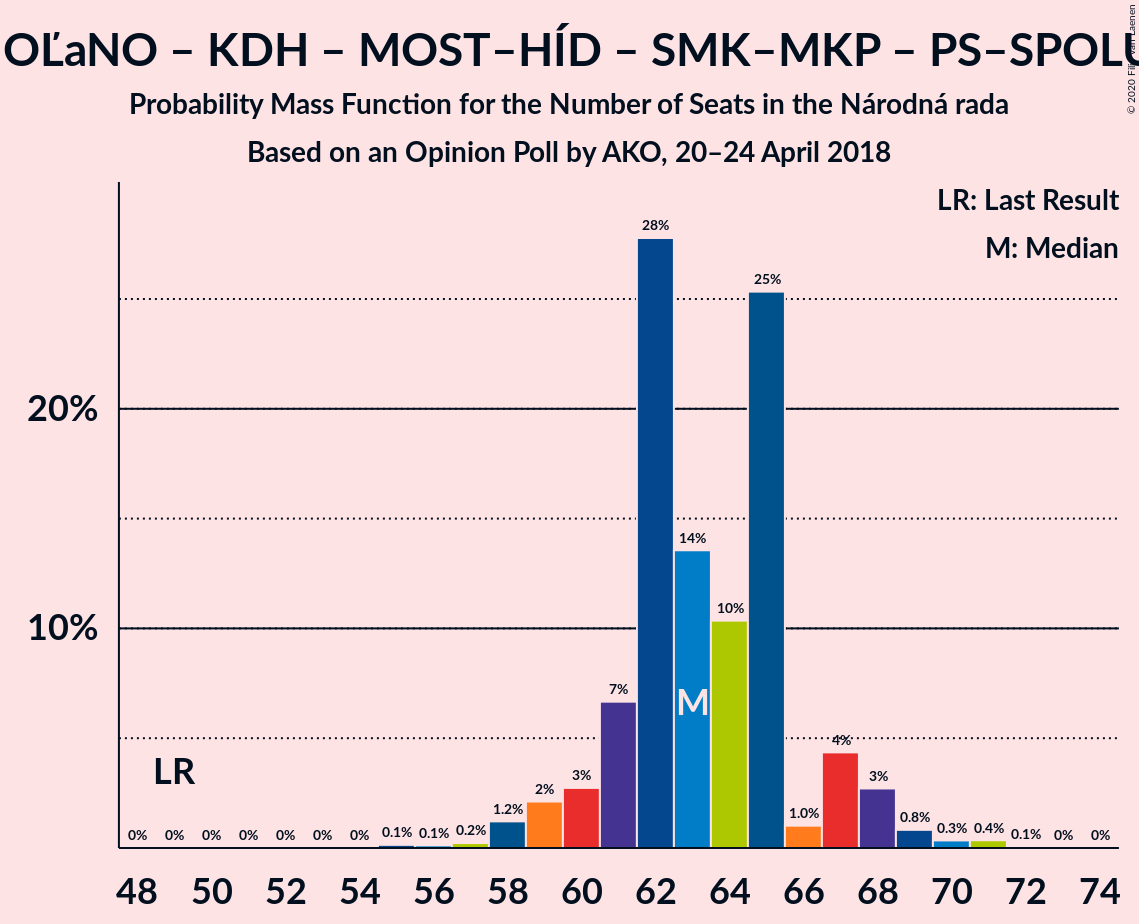 OĽaNO – KDH – MOST–HÍD – SMK–MKP – PS–SPOLU
Probability Mass Function for the Number of Seats in the Národná rada
Based on an Opinion Poll by AKO, 20–24 April 2018
© 2020 Filip van Laenen
LR: Last Result
M: Median
28%
25%
20%
14%
10%
10%
7%
M
4%
LR
3%
3%
2%
1.2%
1.0%
0.8%
0% 0% 0% 0% 0% 0% 0% 0.1% 0.1% 0.2% 0.3% 0.4% 0.1% 0% 0%
48 50 52 54 56 58 60 62 64 66 68 70 72 74